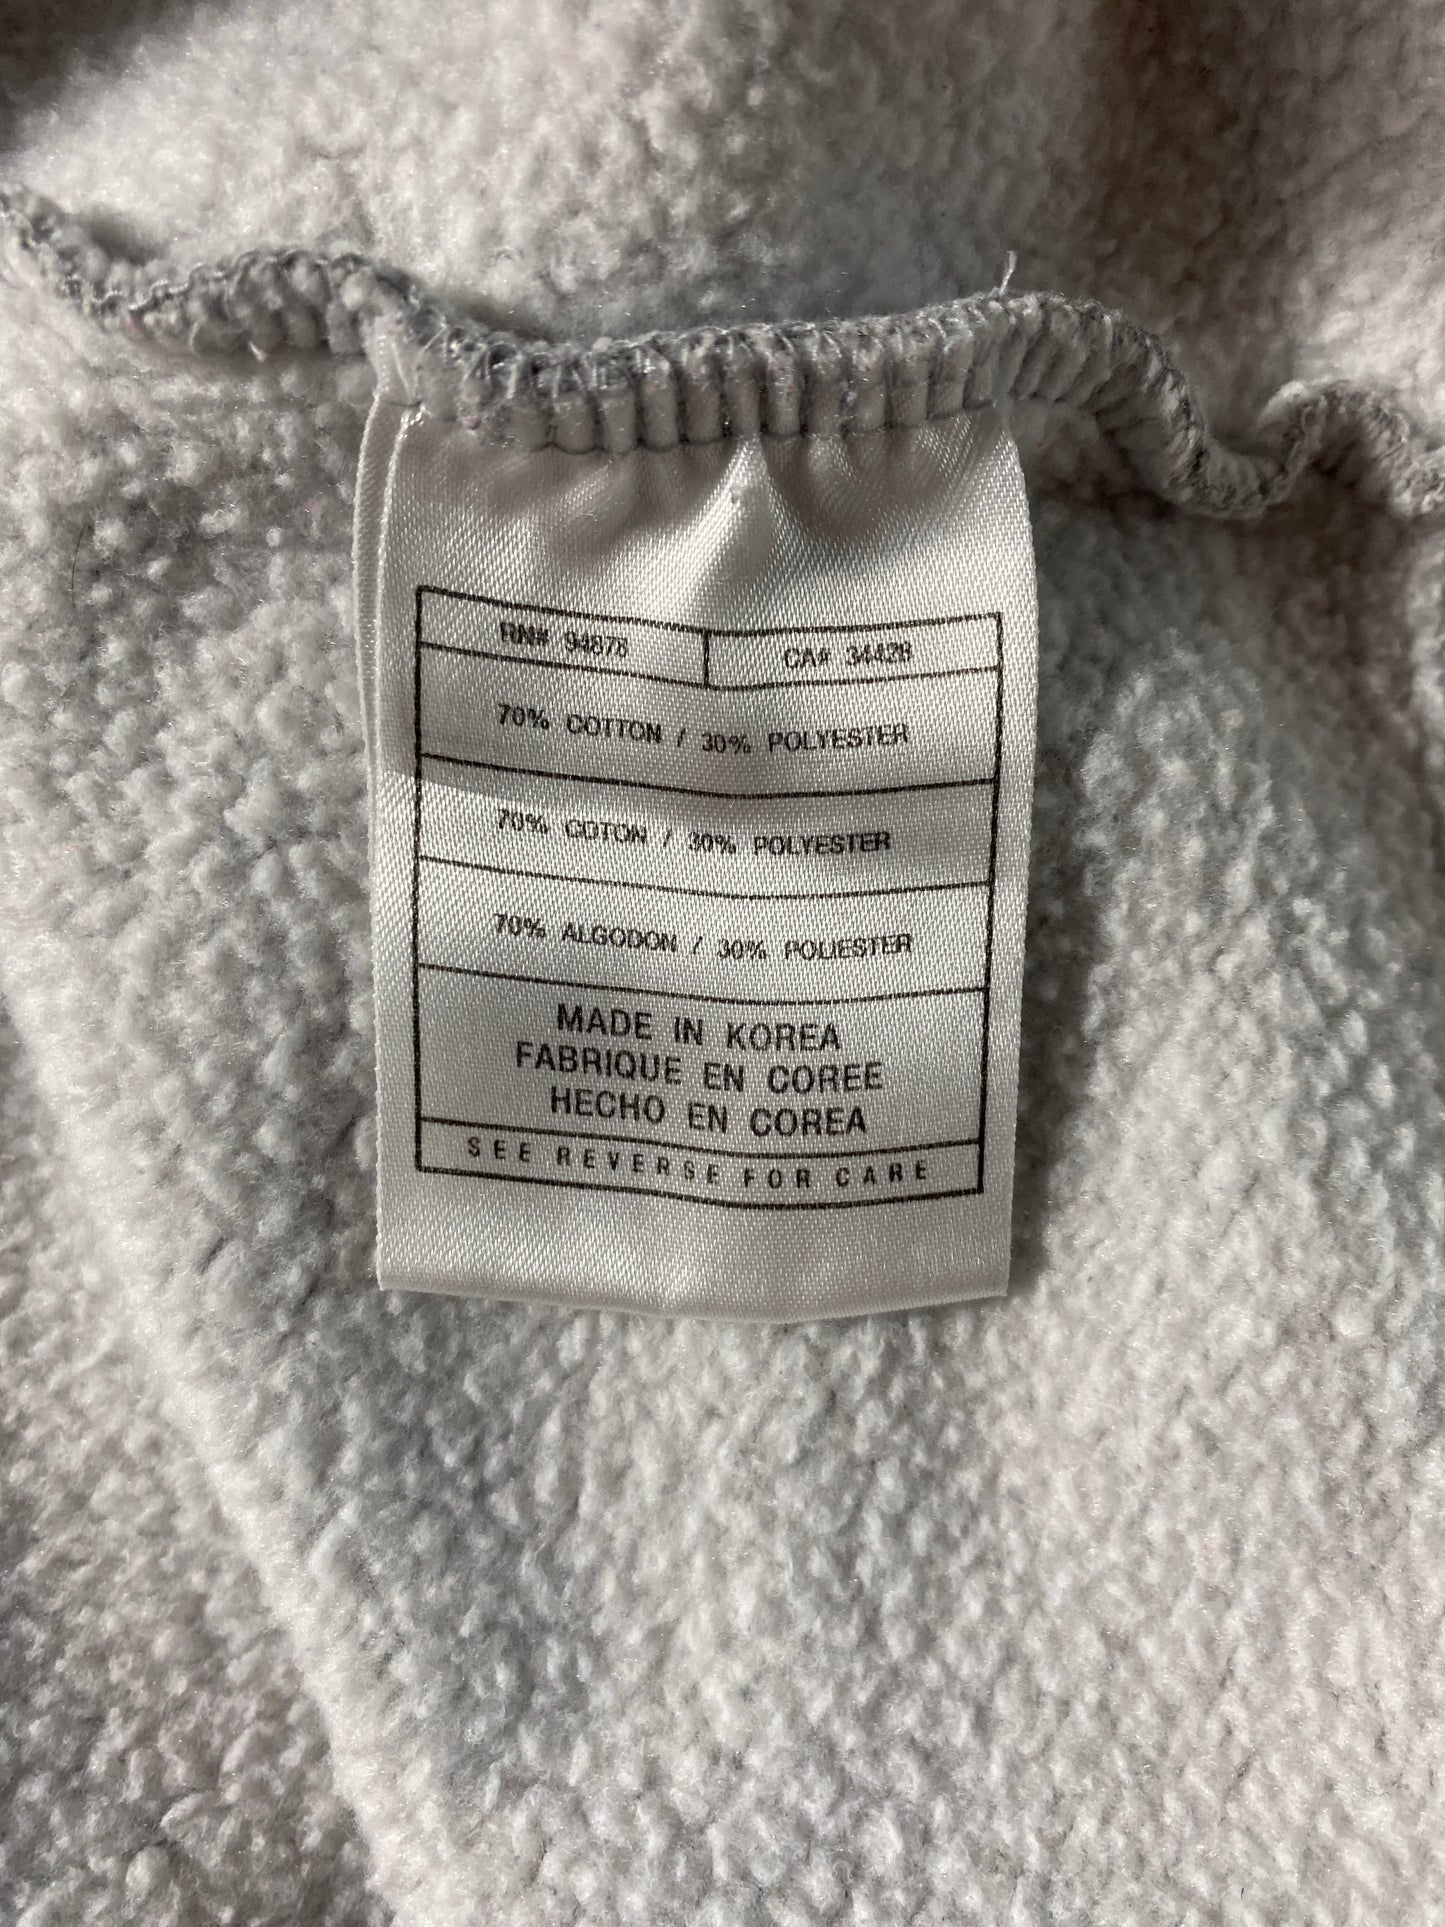 RN# 94878 CA# 34428
70% COTTON / 30% POLYESTER
70% COTON / 30% POLYESTER
70% ALGODON / 30% POLIESTER
MADE IN KOREA
FABRIQUE EN COREE
HECHO EN COREA
SEE REVERSE FOR CARE